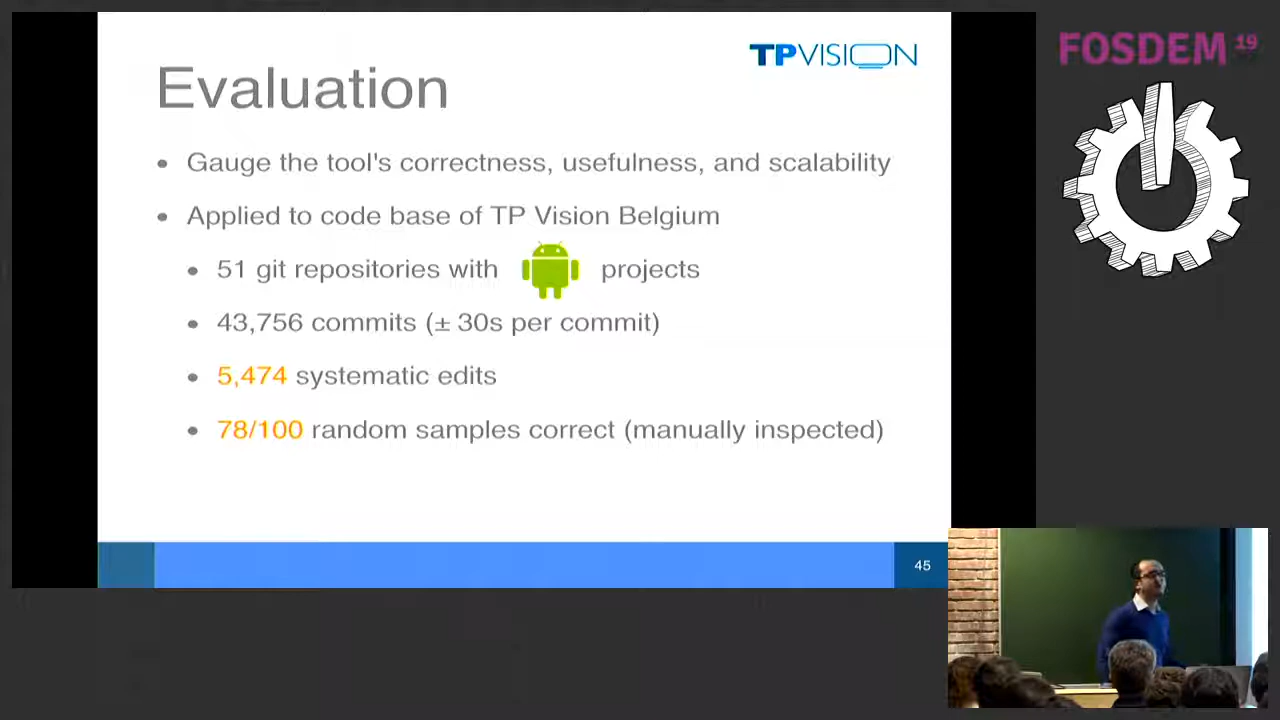 TPVISION
FOSDEM 19
Evaluation
• Gauge the tool's correctness, usefulness, and scalability
• Applied to code base of TP Vision Belgium
• 51 git repositories with projects
• 43,756 commits (± 30s per commit)
• 5,474 systematic edits
• 78/100 random samples correct (manually inspected)
45